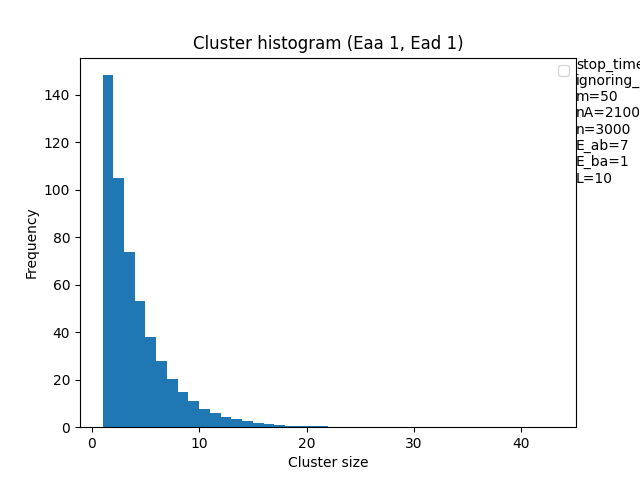 Cluster histogram (Eaa 1, Ead 1)
stop_time
ignoring_
m=50
nA=2100
n=3000
E_ab=7
E_ba=1
L=10
140
120
100
80
60
40
20
0
Frequency
0 10 20 30 40
Cluster size